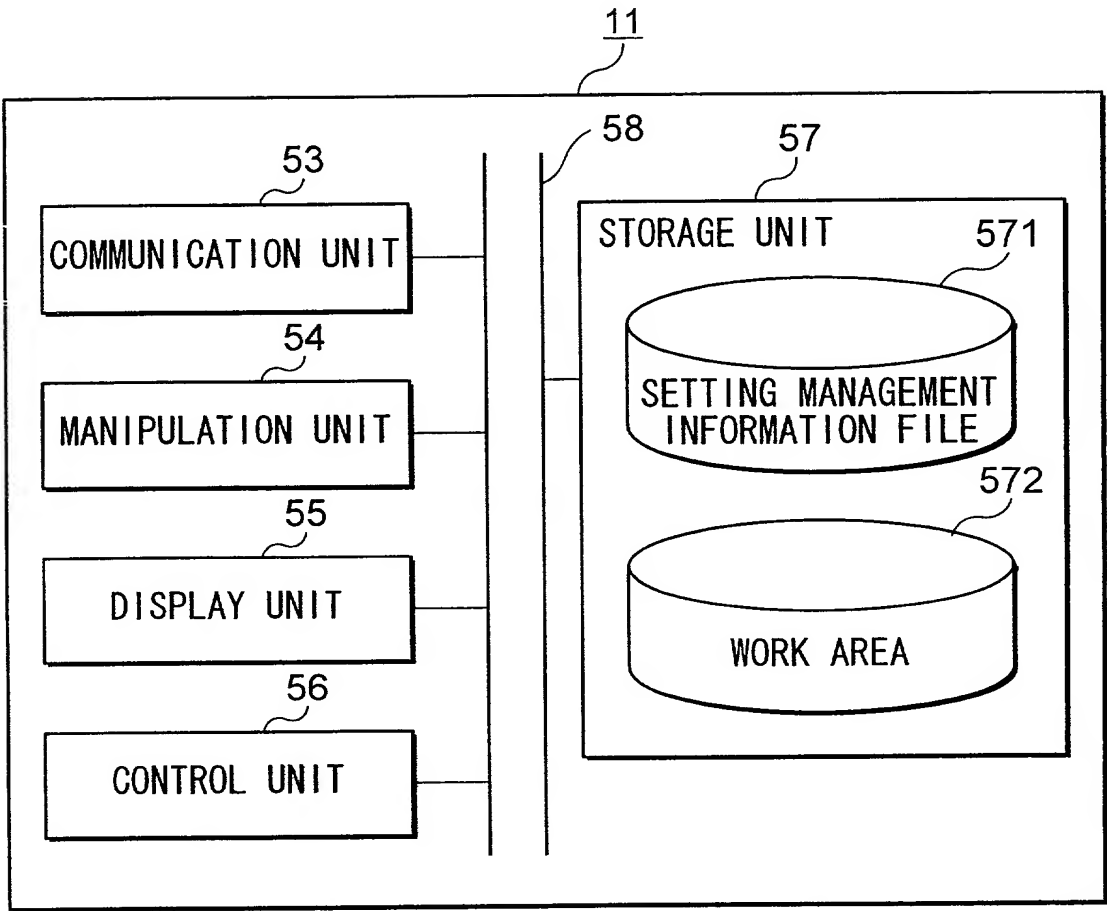 11
58
53
COMMUNICATION UNIT
54
MANIPULATION UNIT
55
DISPLAY UNIT
56
CONTROL UNIT
57
STORAGE UNIT
571
SETTING MANAGEMENT
INFORMATION FILE
572
WORK AREA